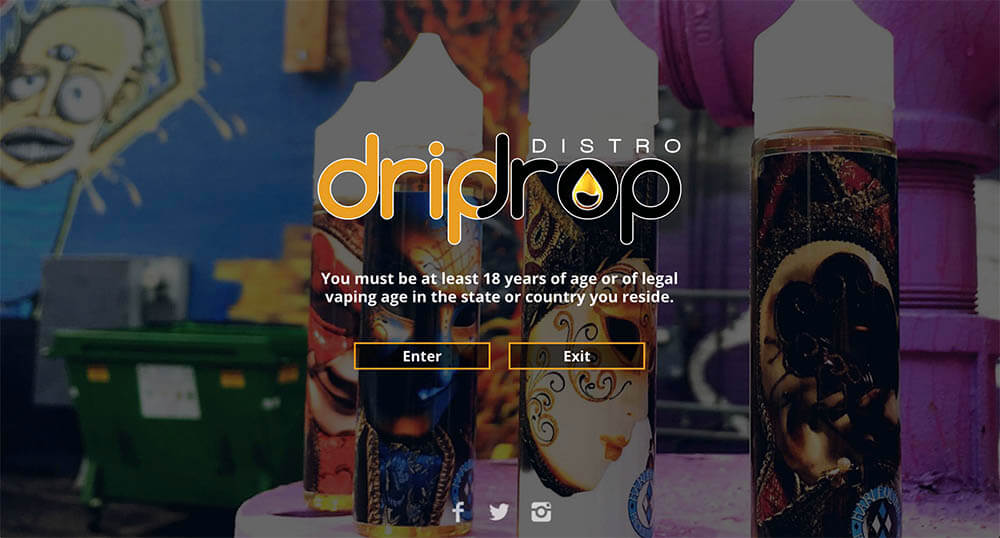 DISTRO
dripdrop
You must be at least 18 years of age or of legal
vaping age in the state or country you reside.
Enter
Exit